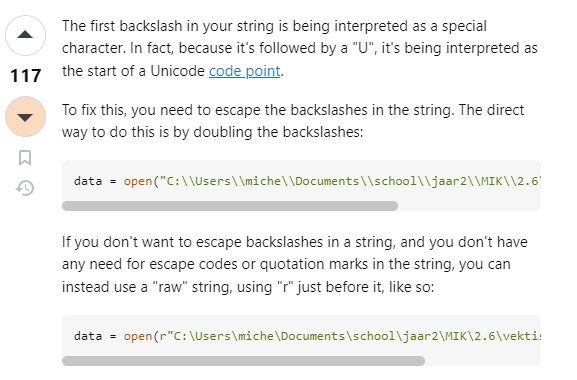 The first backslash in your string is being interpreted as a special
character. In fact, because it's followed by a "U", it's being interpreted as
117
the start of a Unicode code point.
To fix this, you need to escape the backslashes in the string. The direct
way to do this is by doubling the backslashes:
data = open("C:\\Users\\miche\\Documents\\school\\jaar2\\MIK\\2.6\
If you don't want to escape backslashes in a string, and you don't have
any need for escape codes or quotation marks in the string, you can
instead use a "raw" string, using "r" just before it, like so:
data = open(r"C:\Users\miche\Documents\school\jaar2\MIK\2.6\vektis